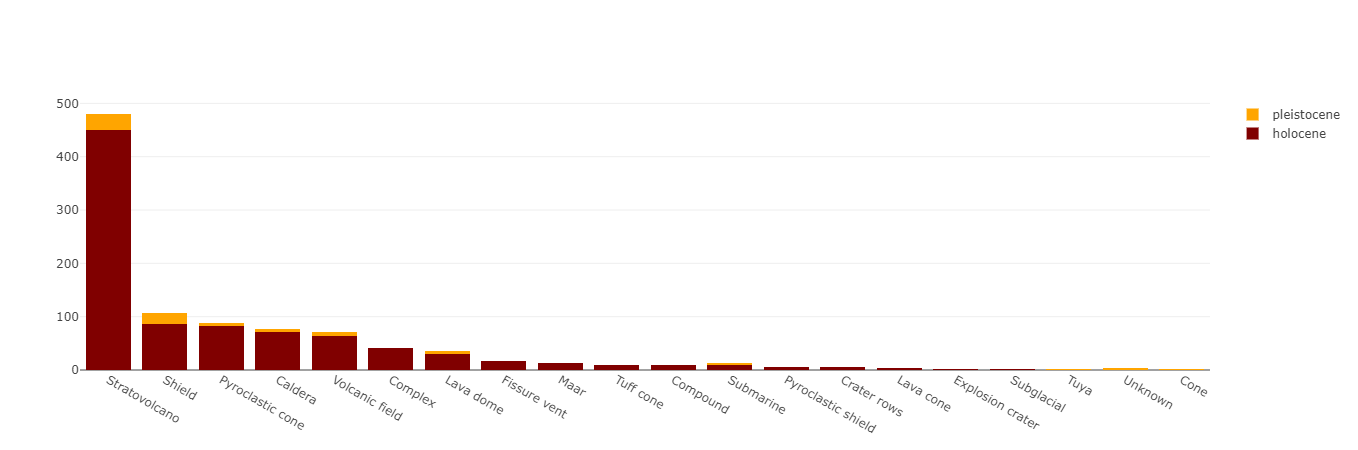 500
400
300
200
100
0
Stratovolcano
Shield
Pyroclastic cone
Caldera
Volcanic field
Complex
Lava dome
Fissure vent
Maar
Tuff cone
Compound
Submarine
Pyroclastic shield
Crater rows
Lava cone
Explosion crater
Subglacial
Tuya
Unknown
Cone
pleistocene
holocene